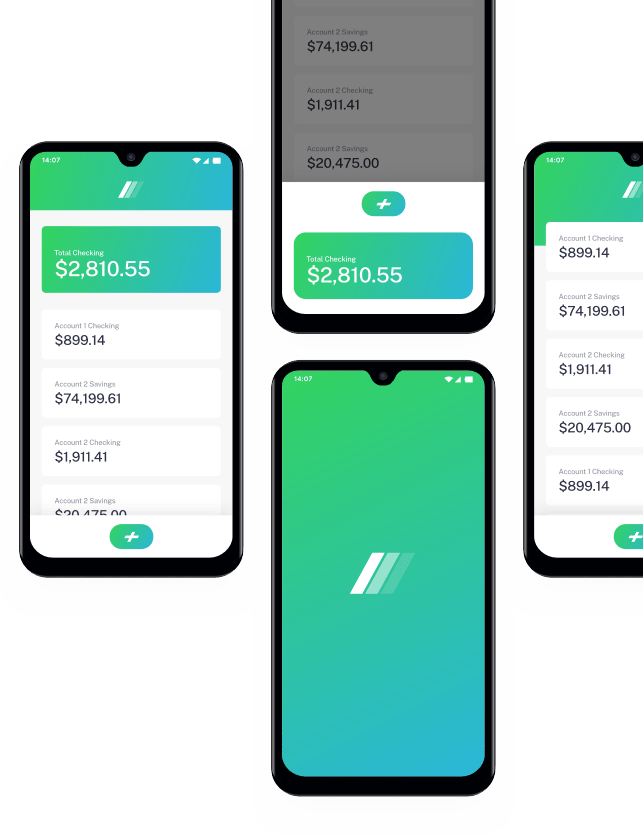 14:07
Total Checking
$2,810.55
Account 1 Checking
$899.14
Account 2 Savings
$74,199.61
Account 2 Checking
$1,911.41
Account 2 Savings
$20,475.00
Account 2 Savings
$74,199.61
Account 2 Checking
$1,911.41
Account 2 Savings
$20,475.00
Total Checking
$2,810.55
14:07
14:07
Account 1 Checking
$899.14
Account 2 Savings
$74,199.61
Account 2 Checking
$1,911.41
Account 2 Savings
$20,475.00
Account 1 Checking
$899.14